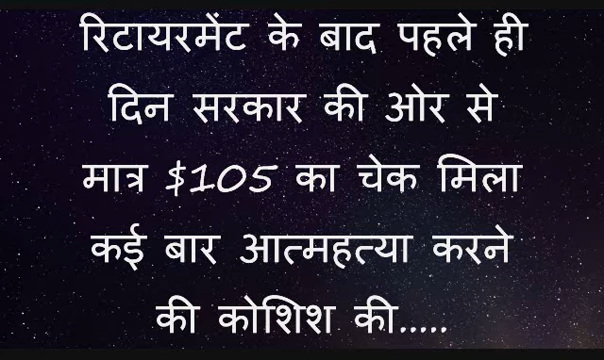 रिटायरमेंट के बाद पहले ही
दिन सरकार की ओर से
मात्र $105 का चेक मिला
कई बार आत्महत्या करने
की कोशिश की.....